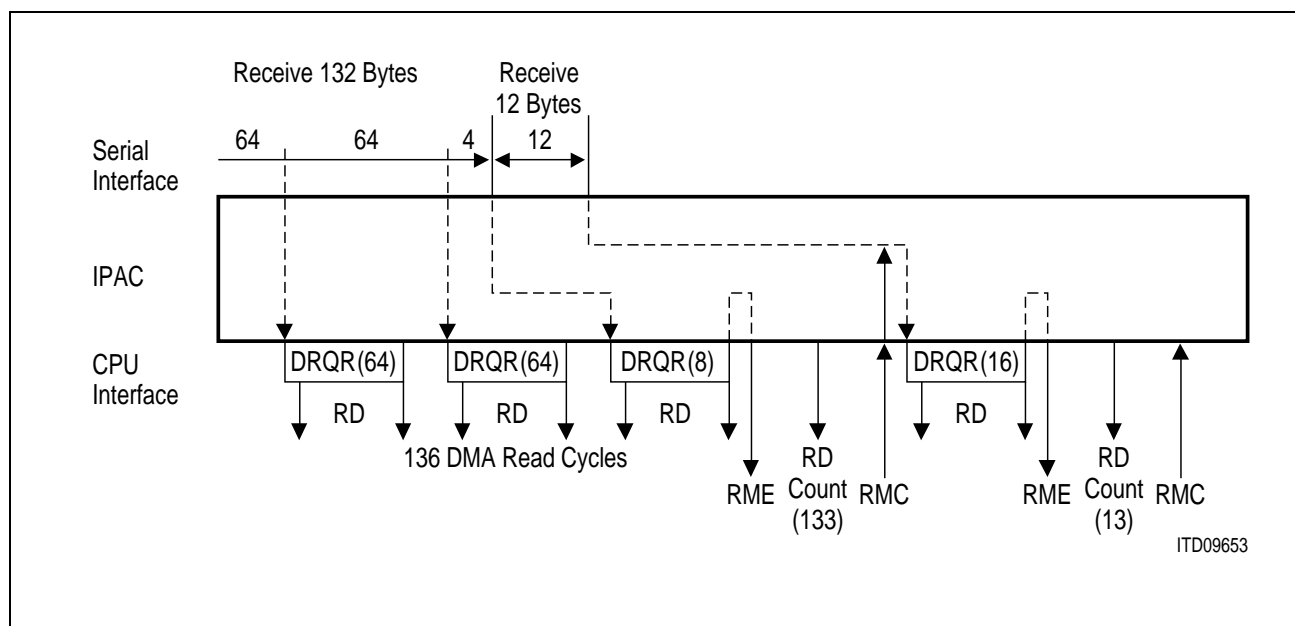 Receive 132 Bytes
Receive
12 Bytes
64
64
4
12
Serial
Interface
IPAC
CPU
Interface
DRQR(64)
DRQR(64)
DRQR(8)
DRQR(16)
RD
RD
RD
RD
136 DMA Read Cycles
RME
RD
Count
(133)
RMC
RME
RD
Count
(13)
RMC
ITD09653